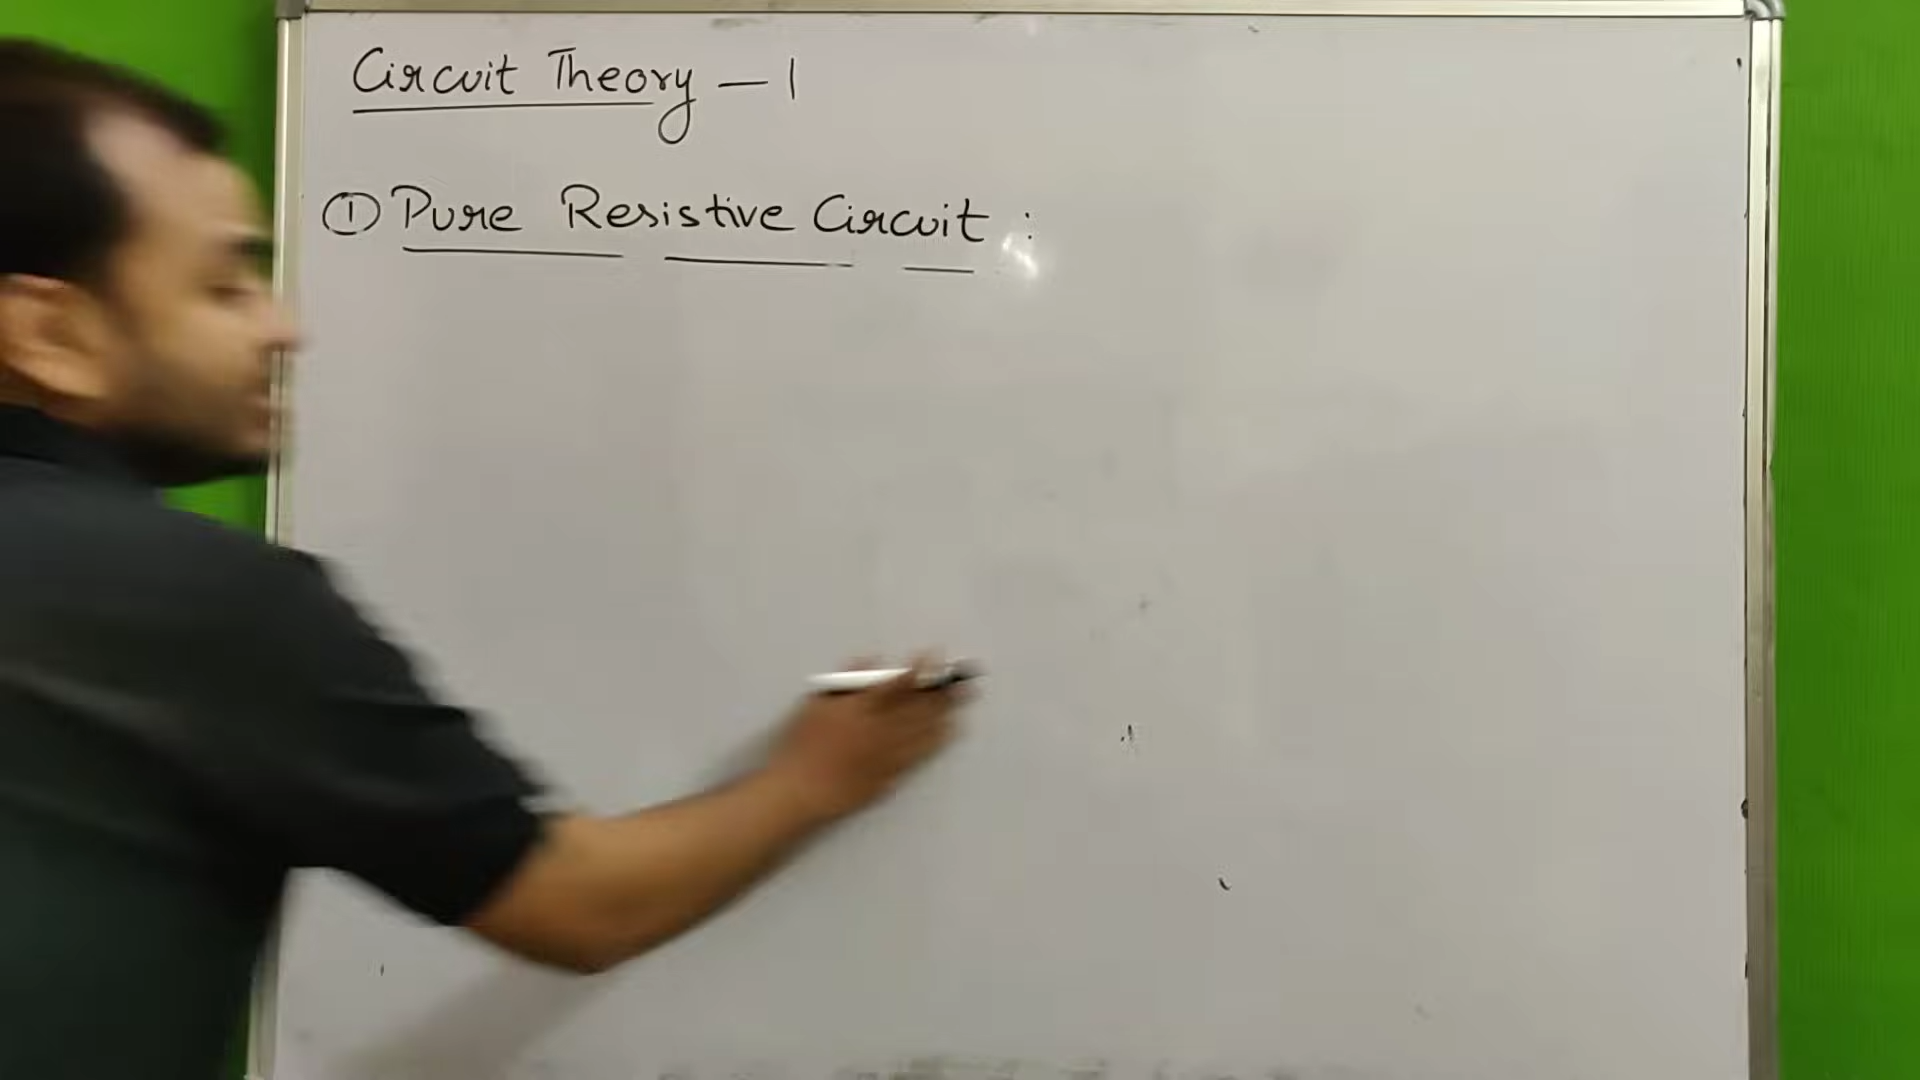 Circuit Theory – 1
① Pure Resistive Circuit :